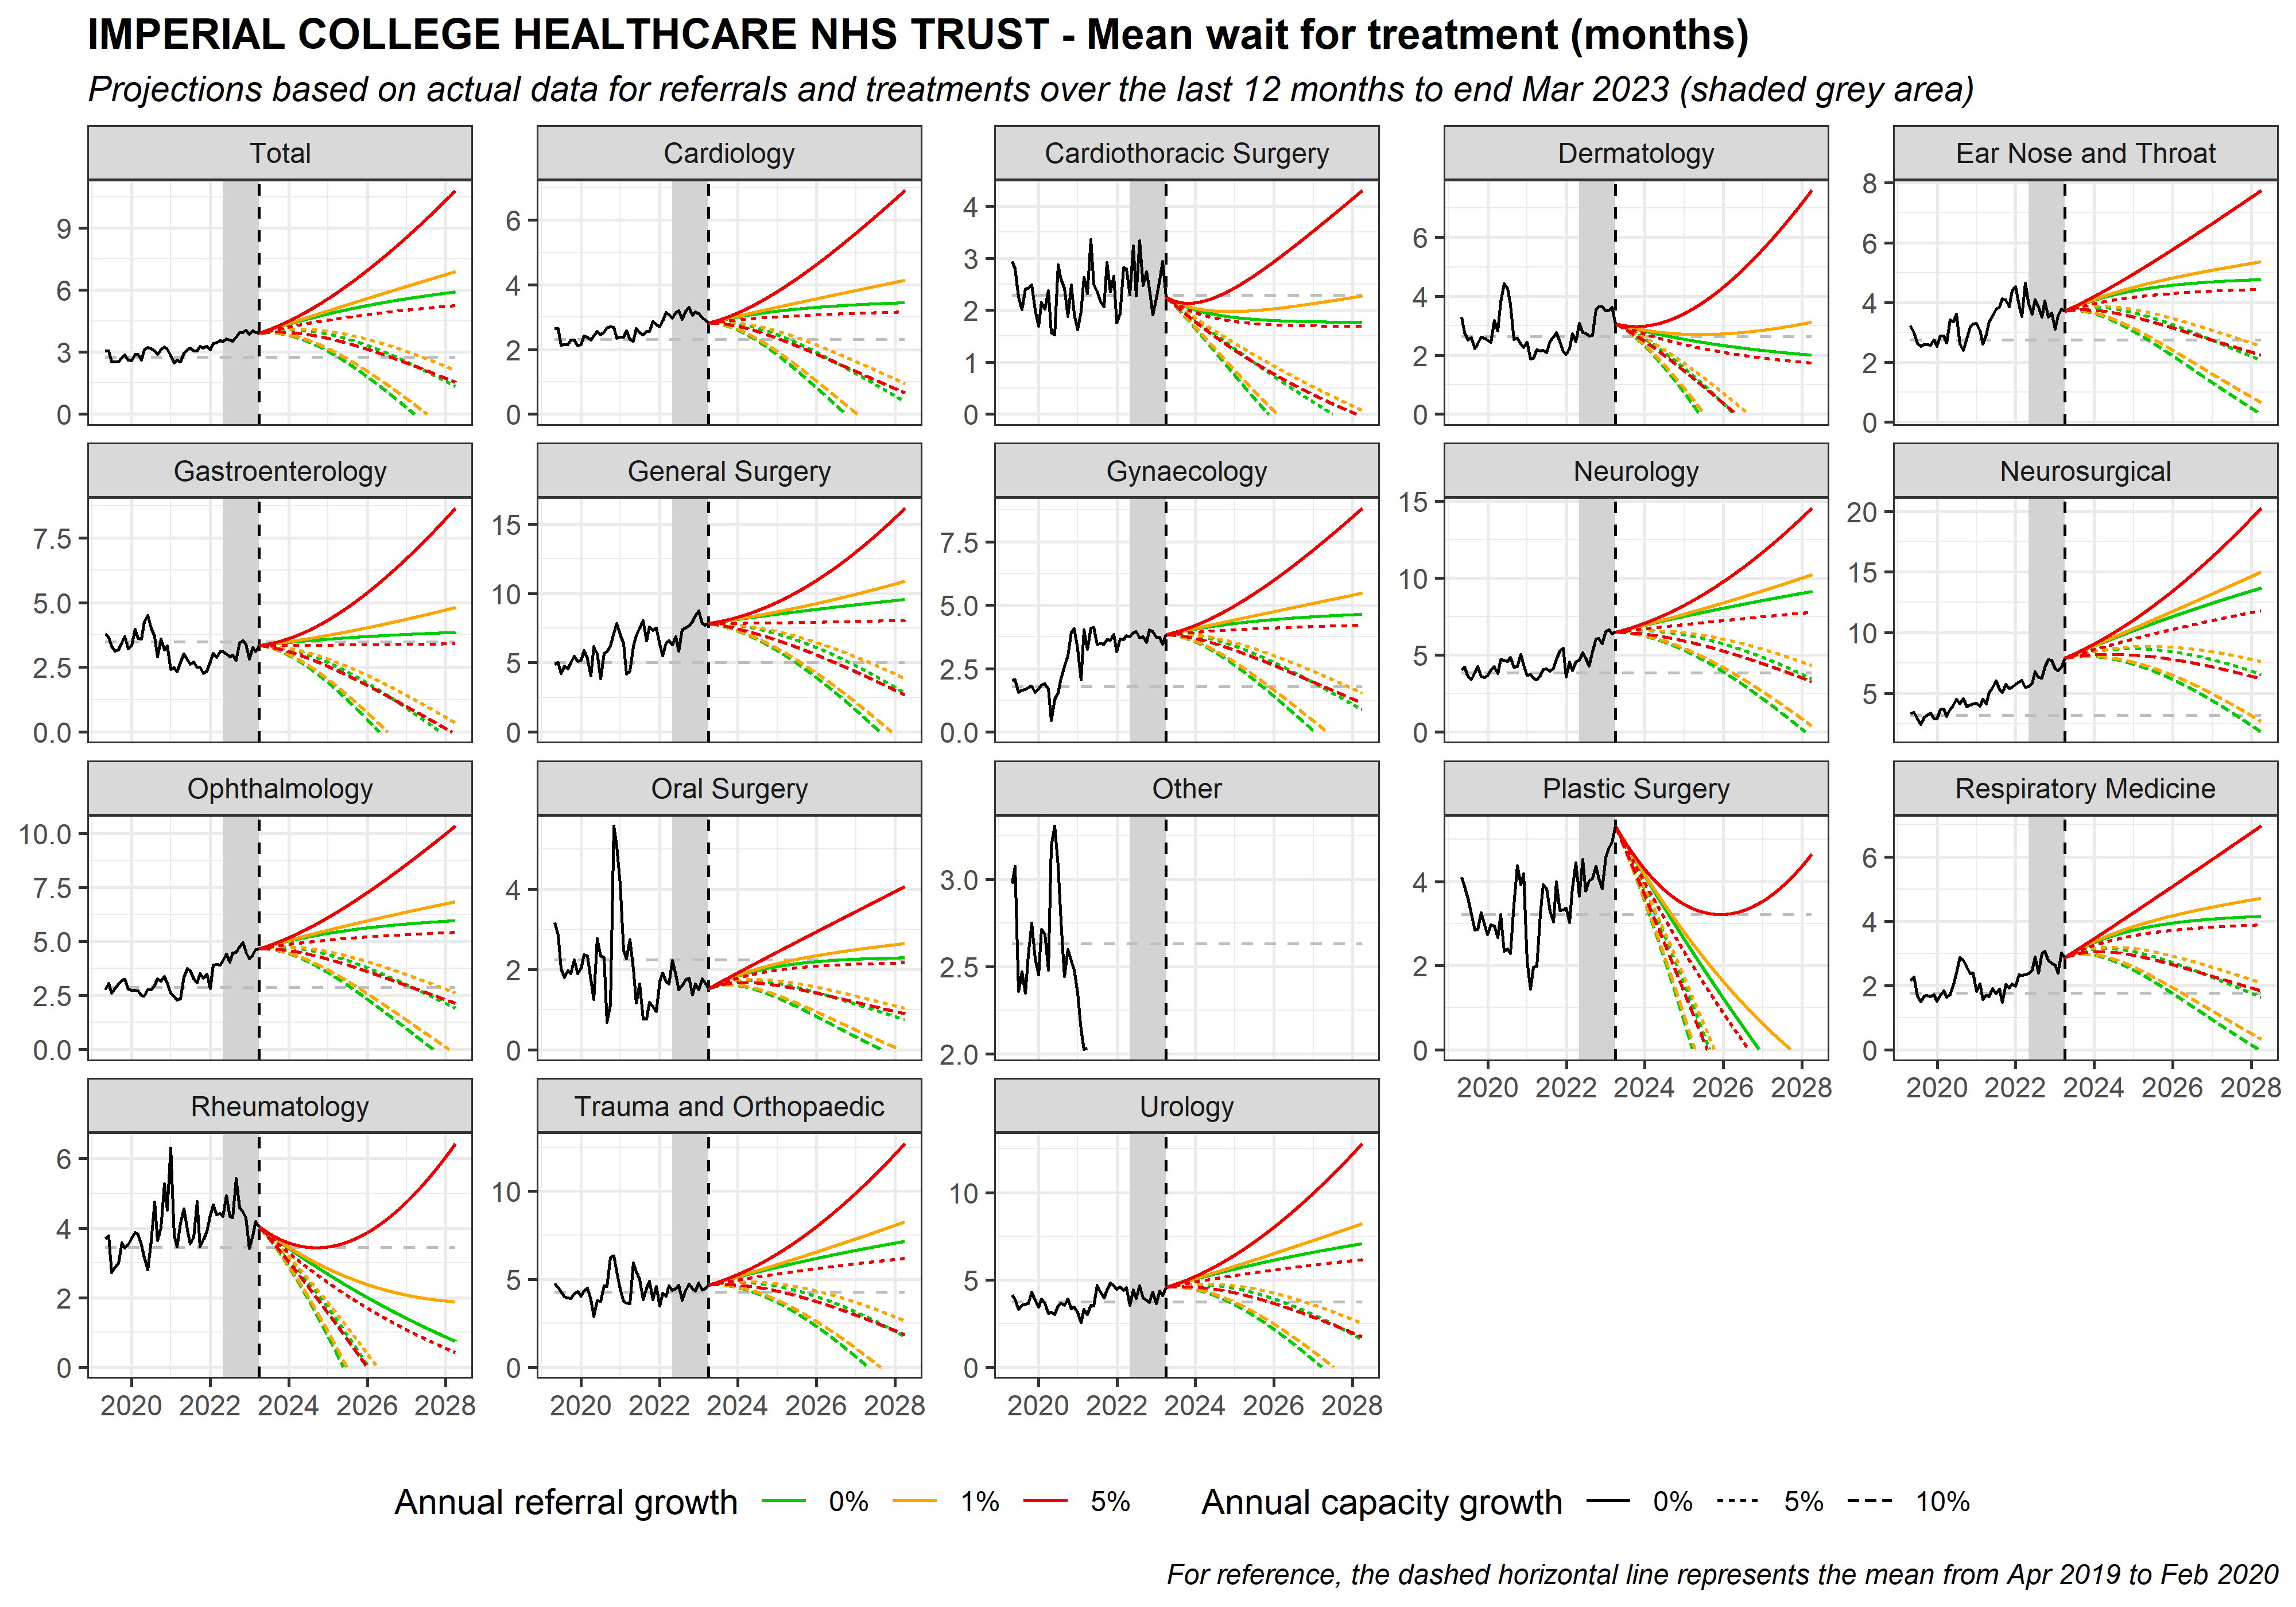 IMPERIAL COLLEGE HEALTHCARE NHS TRUST - Mean wait for treatment (months)
Projections based on actual data for referrals and treatments over the last 12 months to end Mar 2023 (shaded grey area)
Total
9
6
3
0
Cardiology
6
4
2
0
Cardiothoracic Surgery
4
3
2
1
0
Dermatology
6
4
2
0
Ear Nose and Throat
8
6
4
2
0
Gastroenterology
7.5
5.0
2.5
0.0
General Surgery
15
10
5
0
Gynaecology
7.5
5.0
2.5
0.0
Neurology
15
10
5
0
Neurosurgical
20
15
10
5
Ophthalmology
10.0
7.5
5.0
2.5
0.0
Oral Surgery
4
2
0
Other
3.0
2.5
2.0
Plastic Surgery
4
2
0
2020 2022 2024 2026 2028
Respiratory Medicine
6
4
2
0
2020 2022 2024 2026 2028
Rheumatology
6
4
2
0
2020 2022 2024 2026 2028
Trauma and Orthopaedic
10
5
0
2020 2022 2024 2026 2028
Urology
10
5
0
2020 2022 2024 2026 2028
Annual referral growth 0% 1% 5% Annual capacity growth 0% 5% 10%
For reference, the dashed horizontal line represents the mean from Apr 2019 to Feb 2020